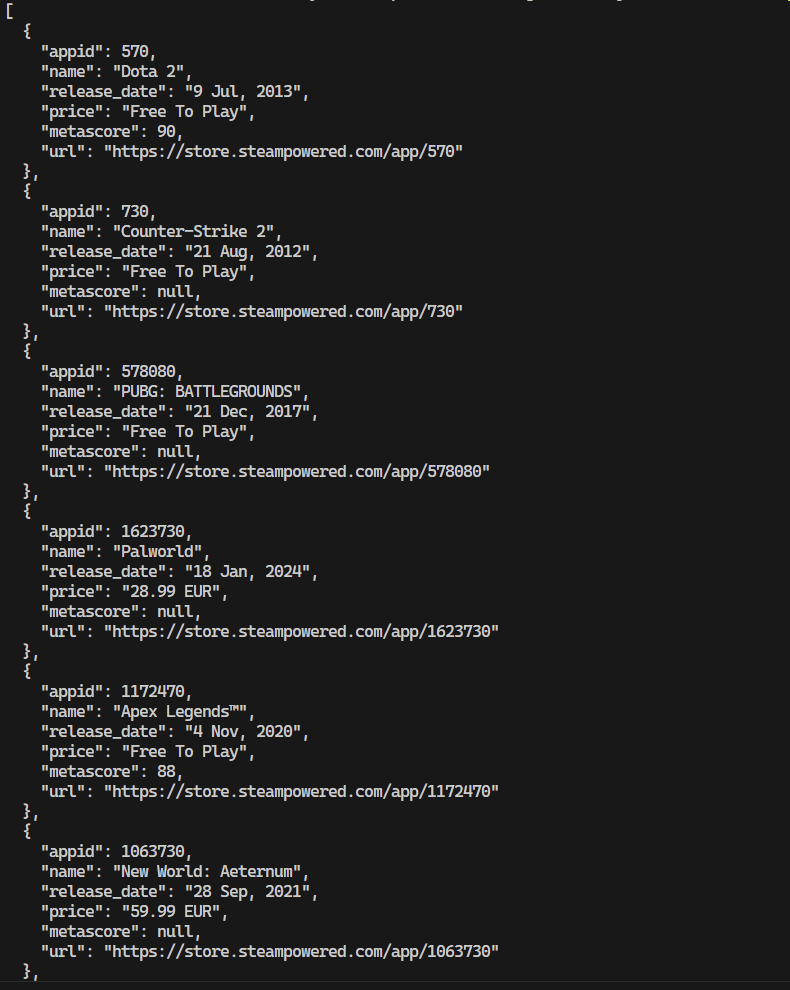 [
  {
    "appid": 570,
    "name": "Dota 2",
    "release_date": "9 Jul, 2013",
    "price": "Free To Play",
    "metascore": 90,
    "url": "https://store.steampowered.com/app/570"
  },
  {
    "appid": 730,
    "name": "Counter-Strike 2",
    "release_date": "21 Aug, 2012",
    "price": "Free To Play",
    "metascore": null,
    "url": "https://store.steampowered.com/app/730"
  },
  {
    "appid": 578080,
    "name": "PUBG: BATTLEGROUNDS",
    "release_date": "21 Dec, 2017",
    "price": "Free To Play",
    "metascore": null,
    "url": "https://store.steampowered.com/app/578080"
  },
  {
    "appid": 1623730,
    "name": "Palworld",
    "release_date": "18 Jan, 2024",
    "price": "28.99 EUR",
    "metascore": null,
    "url": "https://store.steampowered.com/app/1623730"
  },
  {
    "appid": 1172470,
    "name": "Apex Legends™",
    "release_date": "4 Nov, 2020",
    "price": "Free To Play",
    "metascore": 88,
    "url": "https://store.steampowered.com/app/1172470"
  },
  {
    "appid": 1063730,
    "name": "New World: Aeternum",
    "release_date": "28 Sep, 2021",
    "price": "59.99 EUR",
    "metascore": null,
    "url": "https://store.steampowered.com/app/1063730"
  },